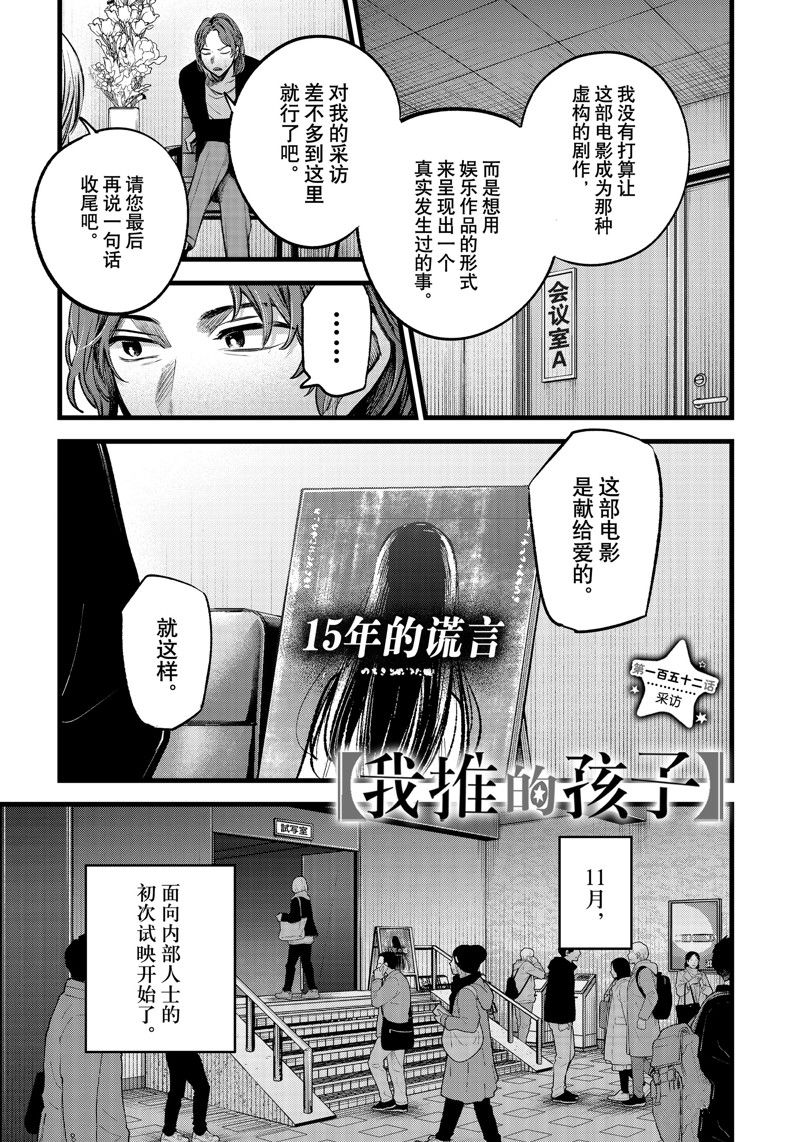 我没有打算让
这部电影成为那种
虚构的剧作，
而是想用
娱乐作品的形式
来呈现出一个
真实发生过的事。
会议室A
对我的采访
差不多到这里
就行了吧。
请您最后
再说一句话
收尾吧。
……
这部电影
是献给爱的。
15年的谎言
就这样。
第一百五十二话
采访
【我推的孩子】
11月，
試写室
面向内部人士的
初次试映开始了。